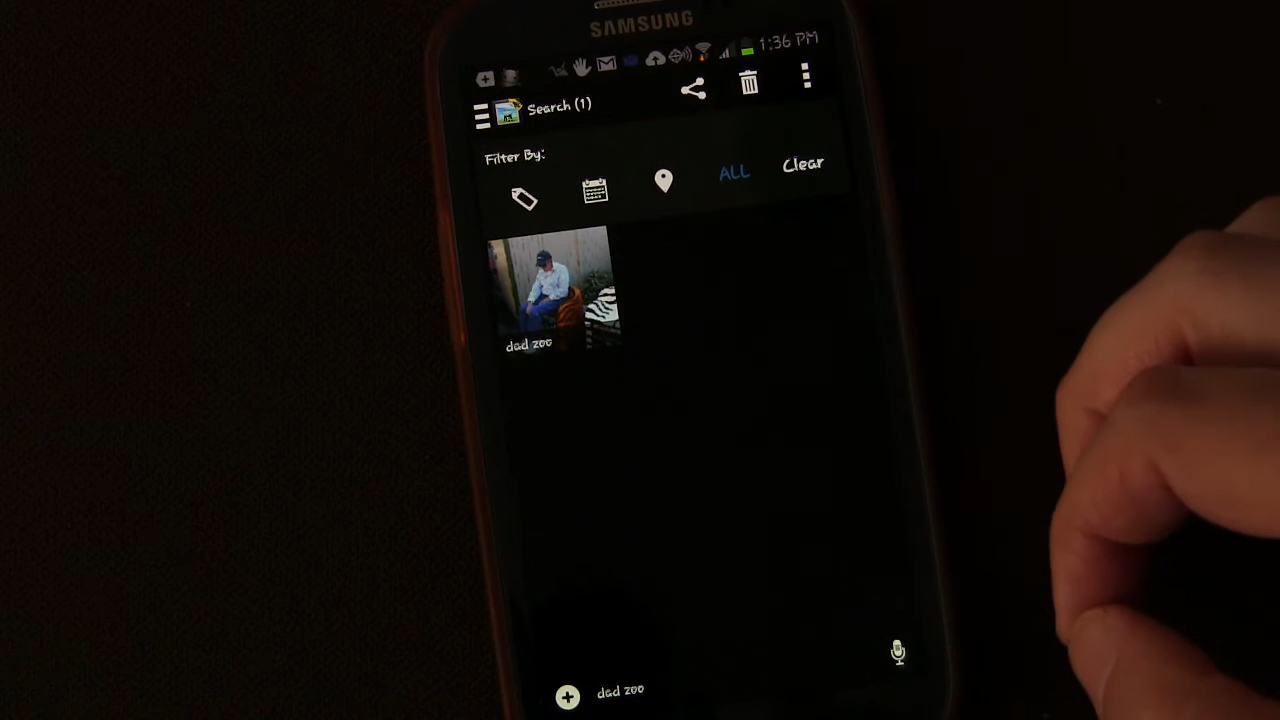 SAMSUNG
1:36 PM
Search (1)
Filter By:
ALL
Clear
dad zoo
dad zoo